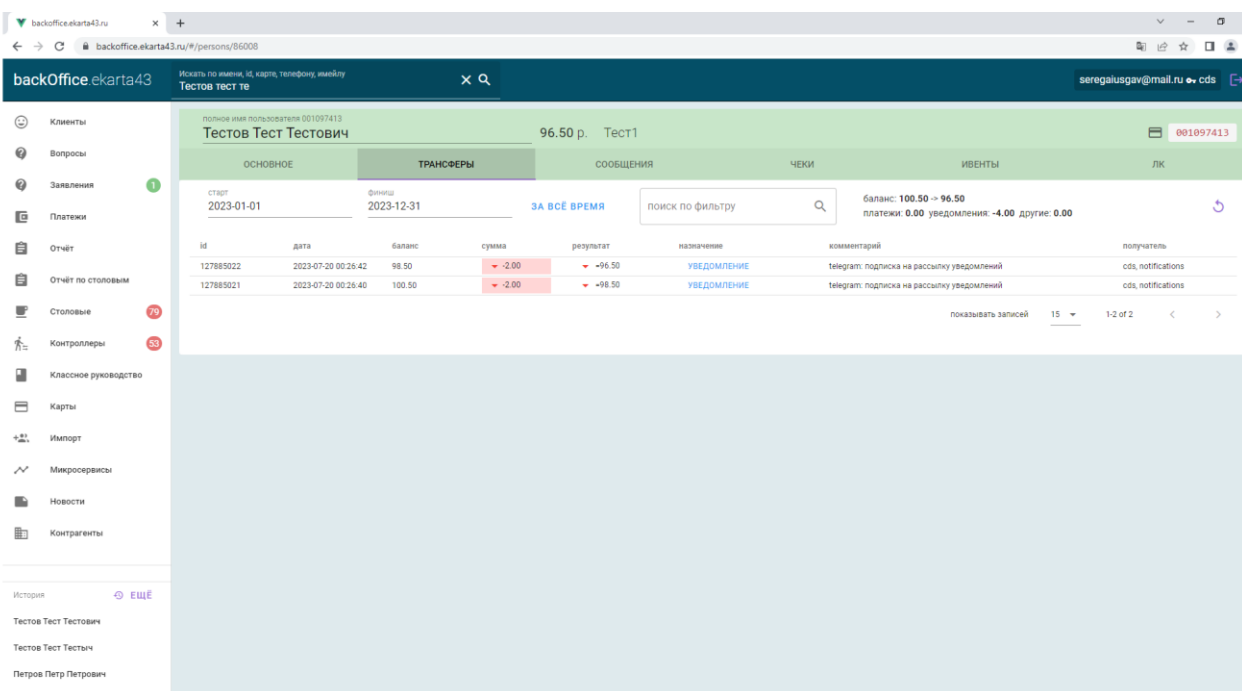 backoffice.ekarta43.ru
backoffice.ekarta43.ru/#/persons/86008
backOffice.ekarta43
Искать по имени, id, карте, телефону, имейлу
Тестов тест те
seregaiusgav@mail.ru cds
Клиенты
Вопросы
Заявления 1
Платежи
Отчёт
Отчёт по столовым
Столовые 79
Контроллеры 53
Классное руководство
Карты
Импорт
Микросервисы
Новости
Контрагенты
История ЕЩЁ
Тестов Тест Тестович
Тестов Тест Тестыч
Петров Петр Петрович
полное имя пользователя 001097413
Тестов Тест Тестович 96.50 р. Тест1 001097413
ОСНОВНОЕ ТРАНСФЕРЫ СООБЩЕНИЯ ЧЕКИ ИВЕНТЫ ЛК
старт финиш
2023-01-01 2023-12-31 ЗА ВСЁ ВРЕМЯ поиск по фильтру
баланс: 100.50 -> 96.50
платежи: 0.00 уведомления: -4.00 другие: 0.00
id дата баланс сумма результат назначение комментарий получатель
127885022 2023-07-20 00:26:42 98.50 -2.00 =96.50 УВЕДОМЛЕНИЕ telegram: подписка на рассылку уведомлений cds, notifications
127885021 2023-07-20 00:26:40 100.50 -2.00 =98.50 УВЕДОМЛЕНИЕ telegram: подписка на рассылку уведомлений cds, notifications
показывать записей 15 1-2 of 2